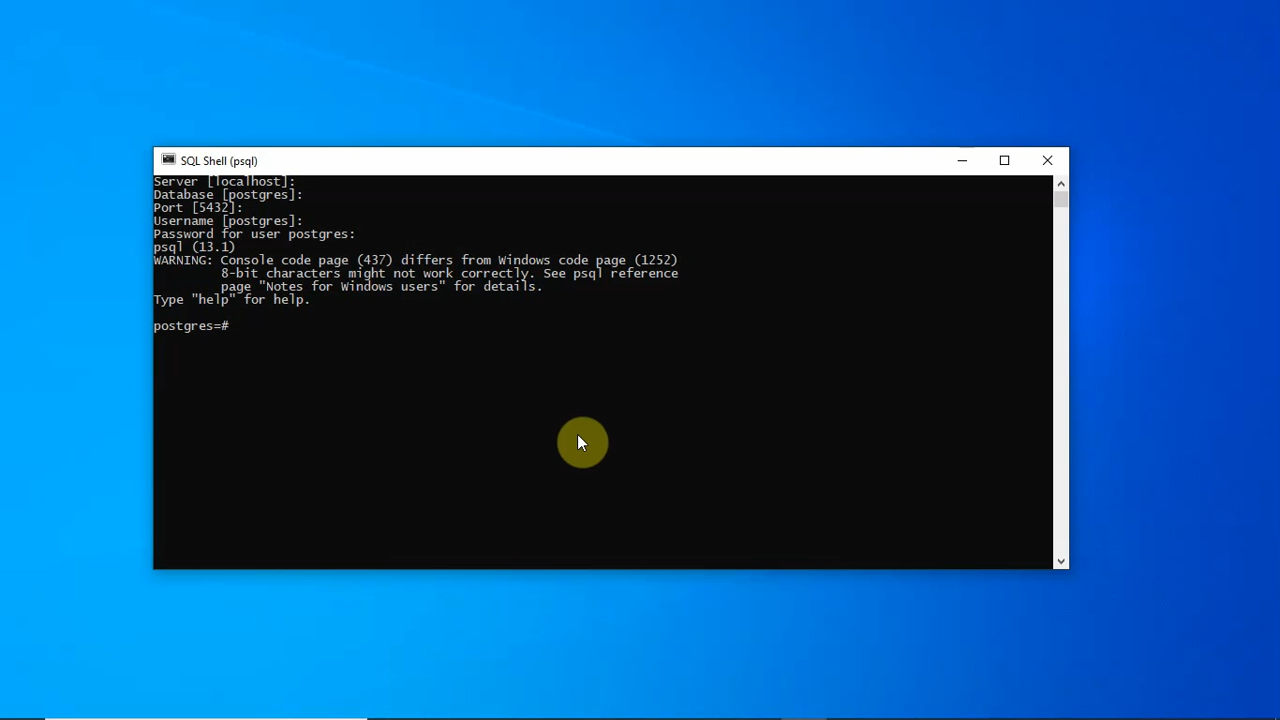 SQL Shell (psql)
Server [localhost]:
Database [postgres]:
Port [5432]:
Username [postgres]:
Password for user postgres:
psql (13.1)
WARNING: Console code page (437) differs from Windows code page (1252)
8-bit characters might not work correctly. See psql reference
page "Notes for Windows users" for details.
Type "help" for help.
postgres=#